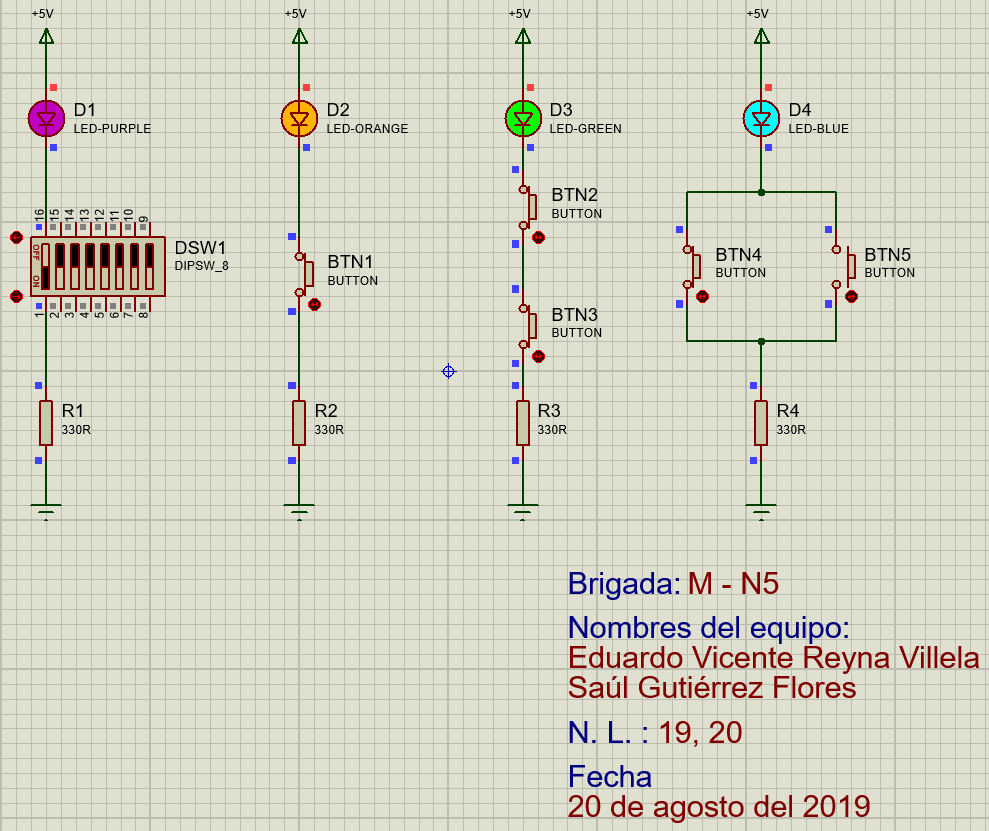 +5V
+5V
+5V
+5V
D1
LED-PURPLE
D2
LED-ORANGE
D3
LED-GREEN
D4
LED-BLUE
16 15 14 13 12 11 10 9
OFF ON
1 2 3 4 5 6 7 8
DSW1
DIPSW_8
BTN1
BUTTON
BTN2
BUTTON
BTN3
BUTTON
BTN4
BUTTON
BTN5
BUTTON
R1
330R
R2
330R
R3
330R
R4
330R
Brigada: M - N5
Nombres del equipo:
Eduardo Vicente Reyna Villela
Saúl Gutiérrez Flores
N. L. : 19, 20
Fecha
20 de agosto del 2019